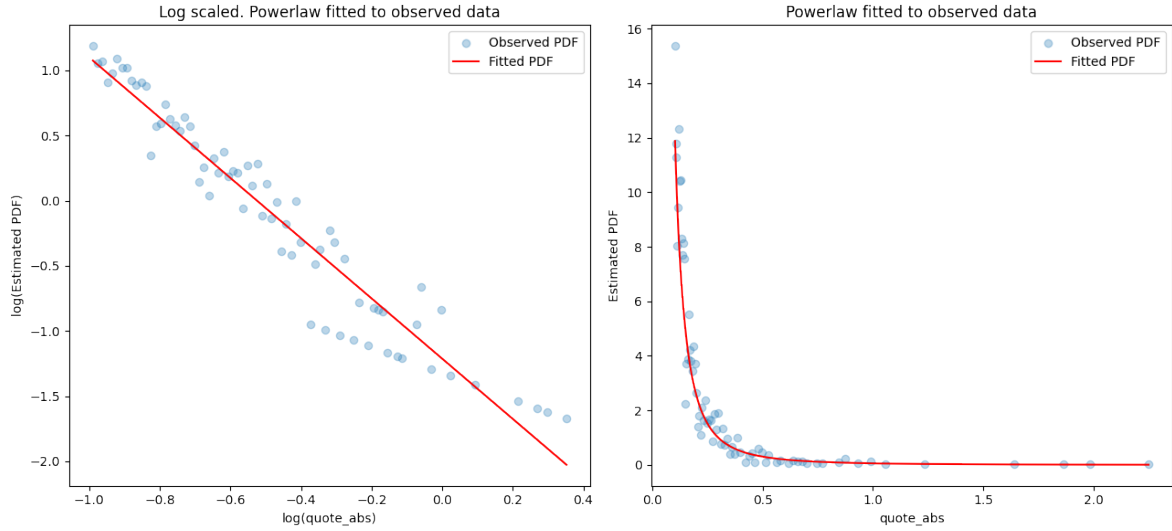 Log scaled. Powerlaw fitted to observed data
Observed PDF
Fitted PDF
log(Estimated PDF)
1.0
0.5
0.0
−0.5
−1.0
−1.5
−2.0
−1.0 −0.8 −0.6 −0.4 −0.2 0.0 0.2 0.4
log(quote_abs)
Powerlaw fitted to observed data
Observed PDF
Fitted PDF
Estimated PDF
16
14
12
10
8
6
4
2
0
0.0 0.5 1.0 1.5 2.0
quote_abs